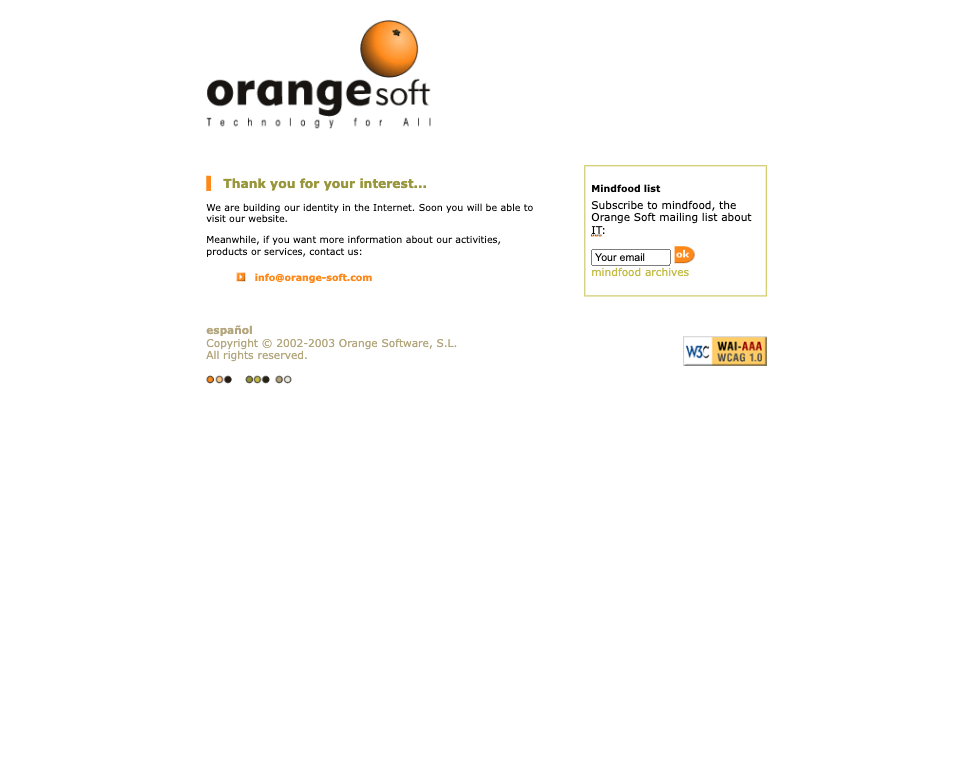 orange soft
Technology for All
Thank you for your interest...
We are building our identity in the Internet. Soon you will be able to
visit our website.
Meanwhile, if you want more information about our activities,
products or services, contact us:
info@orange-soft.com
Mindfood list
Subscribe to mindfood, the
Orange Soft mailing list about
IT:
Your email ok
mindfood archives
español
Copyright © 2002-2003 Orange Software, S.L.
All rights reserved.
W3C WAI-AAA
WCAG 1.0